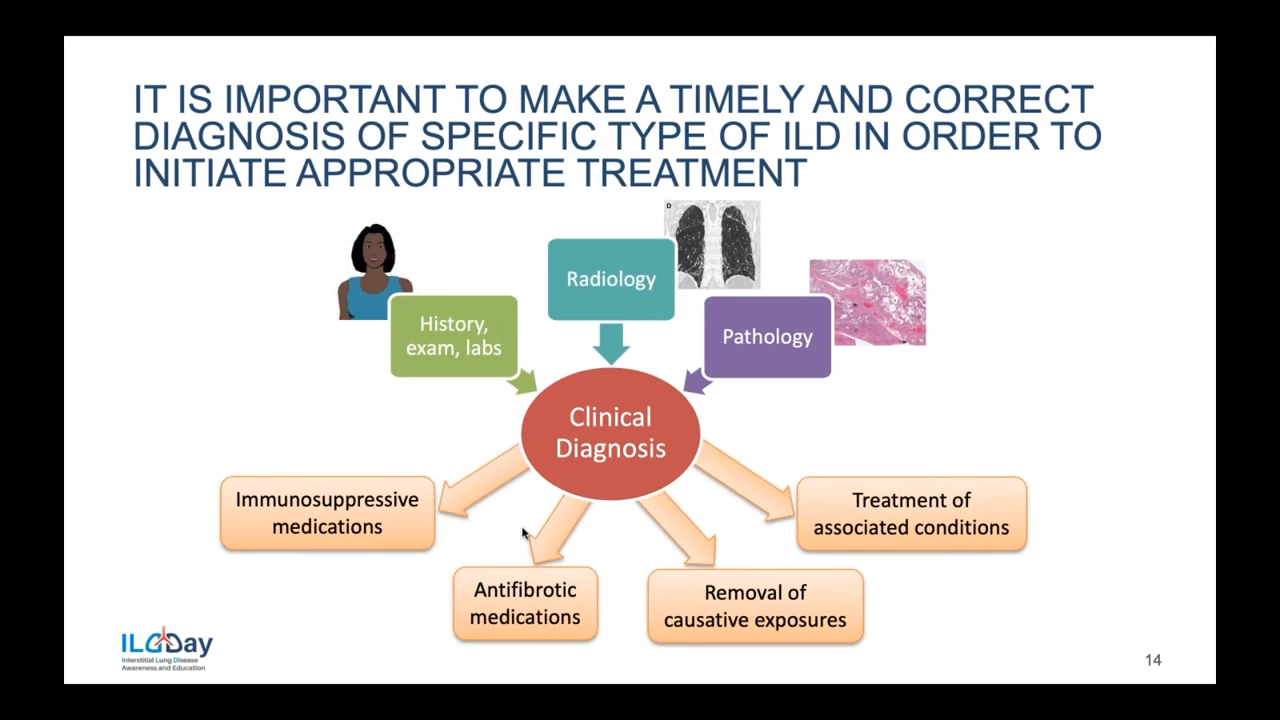 IT IS IMPORTANT TO MAKE A TIMELY AND CORRECT
DIAGNOSIS OF SPECIFIC TYPE OF ILD IN ORDER TO
INITIATE APPROPRIATE TREATMENT
D
Radiology
History,
exam, labs
Pathology
Clinical
Diagnosis
Immunosuppressive
medications
Treatment of
associated conditions
Antifibrotic
medications
Removal of
causative exposures
ILDDay
Interstitial Lung Disease
Awareness and Education
14